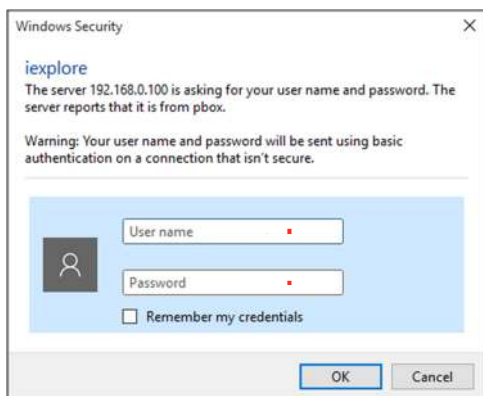 Windows Security
iexplore
The server 192.168.0.100 is asking for your user name and password. The
server reports that it is from pbox.
Warning: Your user name and password will be sent using basic
authentication on a connection that isn't secure.
User name
Password
Remember my credentials
OK
Cancel